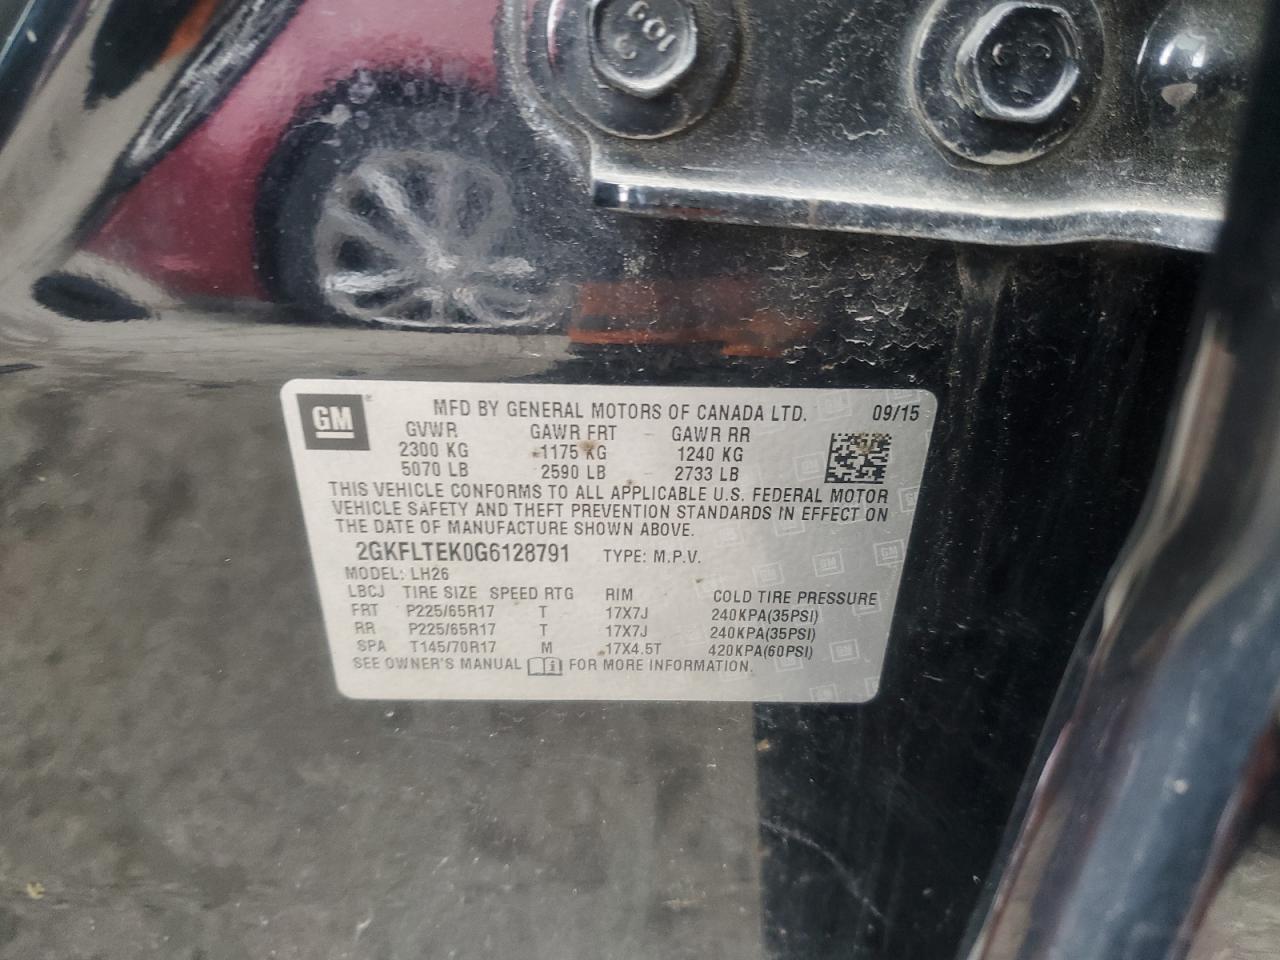 109
GM
MFD BY GENERAL MOTORS OF CANADA LTD. 09/15
GVWR GAWR FRT GAWR RR
2300 KG 1175 KG 1240 KG
5070 LB 2590 LB 2733 LB
THIS VEHICLE CONFORMS TO ALL APPLICABLE U.S. FEDERAL MOTOR
VEHICLE SAFETY AND THEFT PREVENTION STANDARDS IN EFFECT ON
THE DATE OF MANUFACTURE SHOWN ABOVE.
2GKFLTEK0G6128791 TYPE: M.P.V.
MODEL: LH26
LBCJ TIRE SIZE SPEED RTG RIM COLD TIRE PRESSURE
FRT P225/65R17 T 17X7J 240KPA(35PSI)
RR P225/65R17 T 17X7J 240KPA(35PSI)
SPA T145/70R17 M 17X4.5T 420KPA(60PSI)
SEE OWNER'S MANUAL FOR MORE INFORMATION.